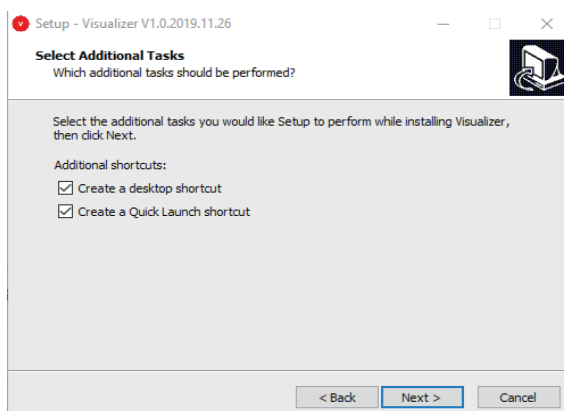 Setup - Visualizer V1.0.2019.11.26
Select Additional Tasks
Which additional tasks should be performed?
Select the additional tasks you would like Setup to perform while installing Visualizer,
then click Next.
Additional shortcuts:
Create a desktop shortcut
Create a Quick Launch shortcut
< Back Next > Cancel